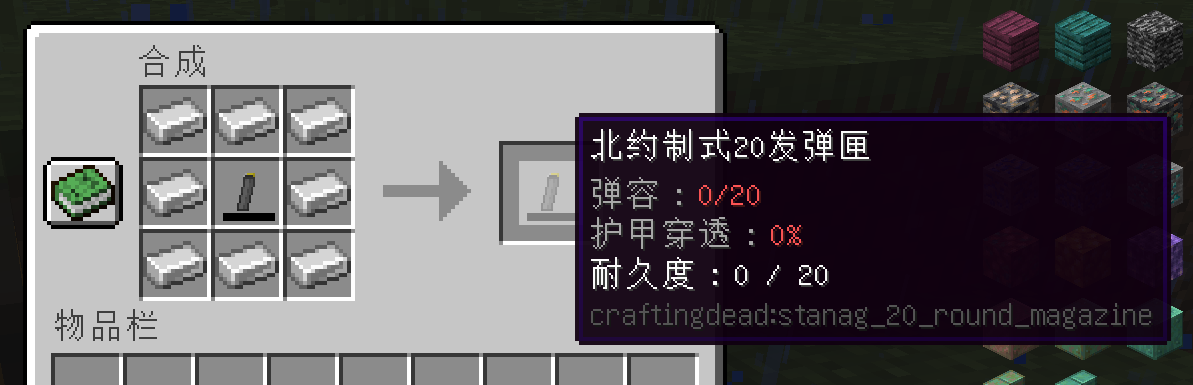 合成
北约制式20发弹匣
弹容：0/20
护甲穿透：0%
耐久度：0 / 20
craftingdead:stanag_20_round_magazine
物品栏